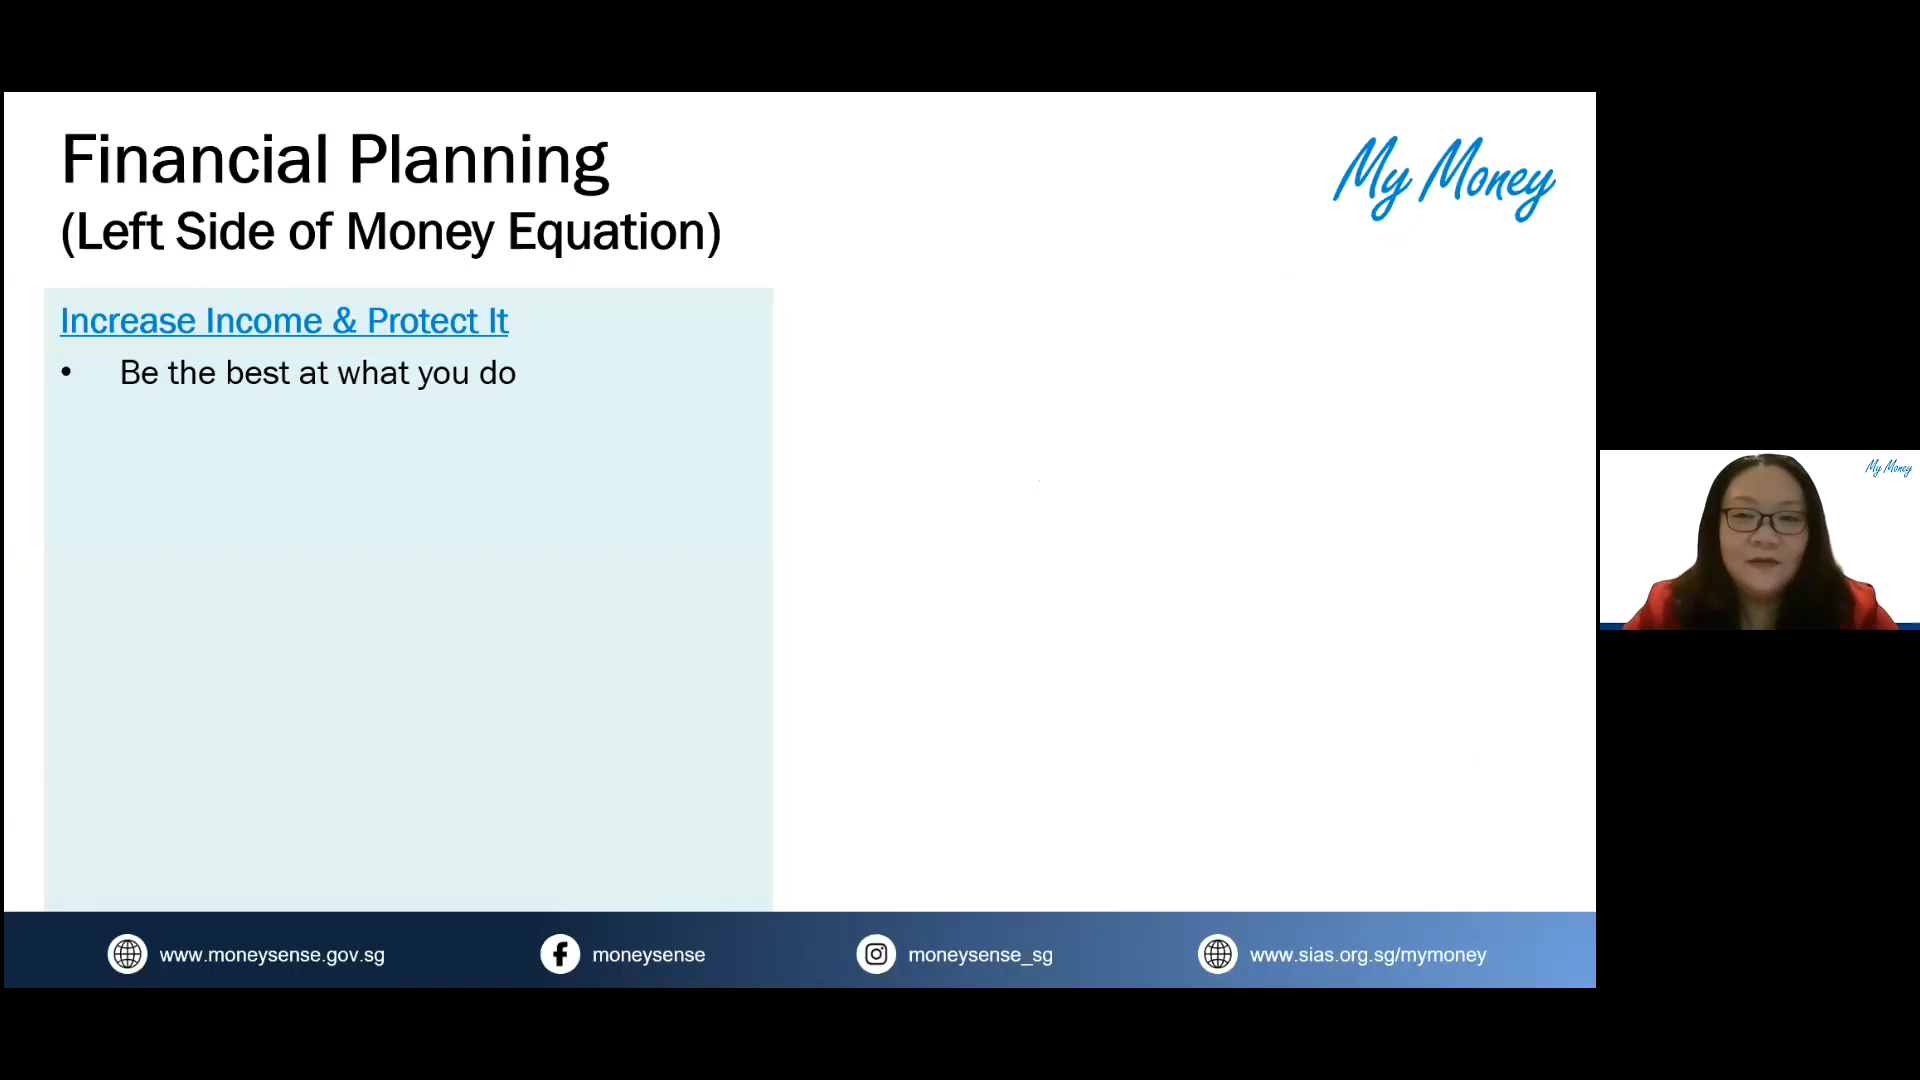 Financial Planning
(Left Side of Money Equation)
My Money
Increase Income & Protect It
• Be the best at what you do
My Money
www.moneysense.gov.sg
moneysense
moneysense_sg
www.sias.org.sg/mymoney